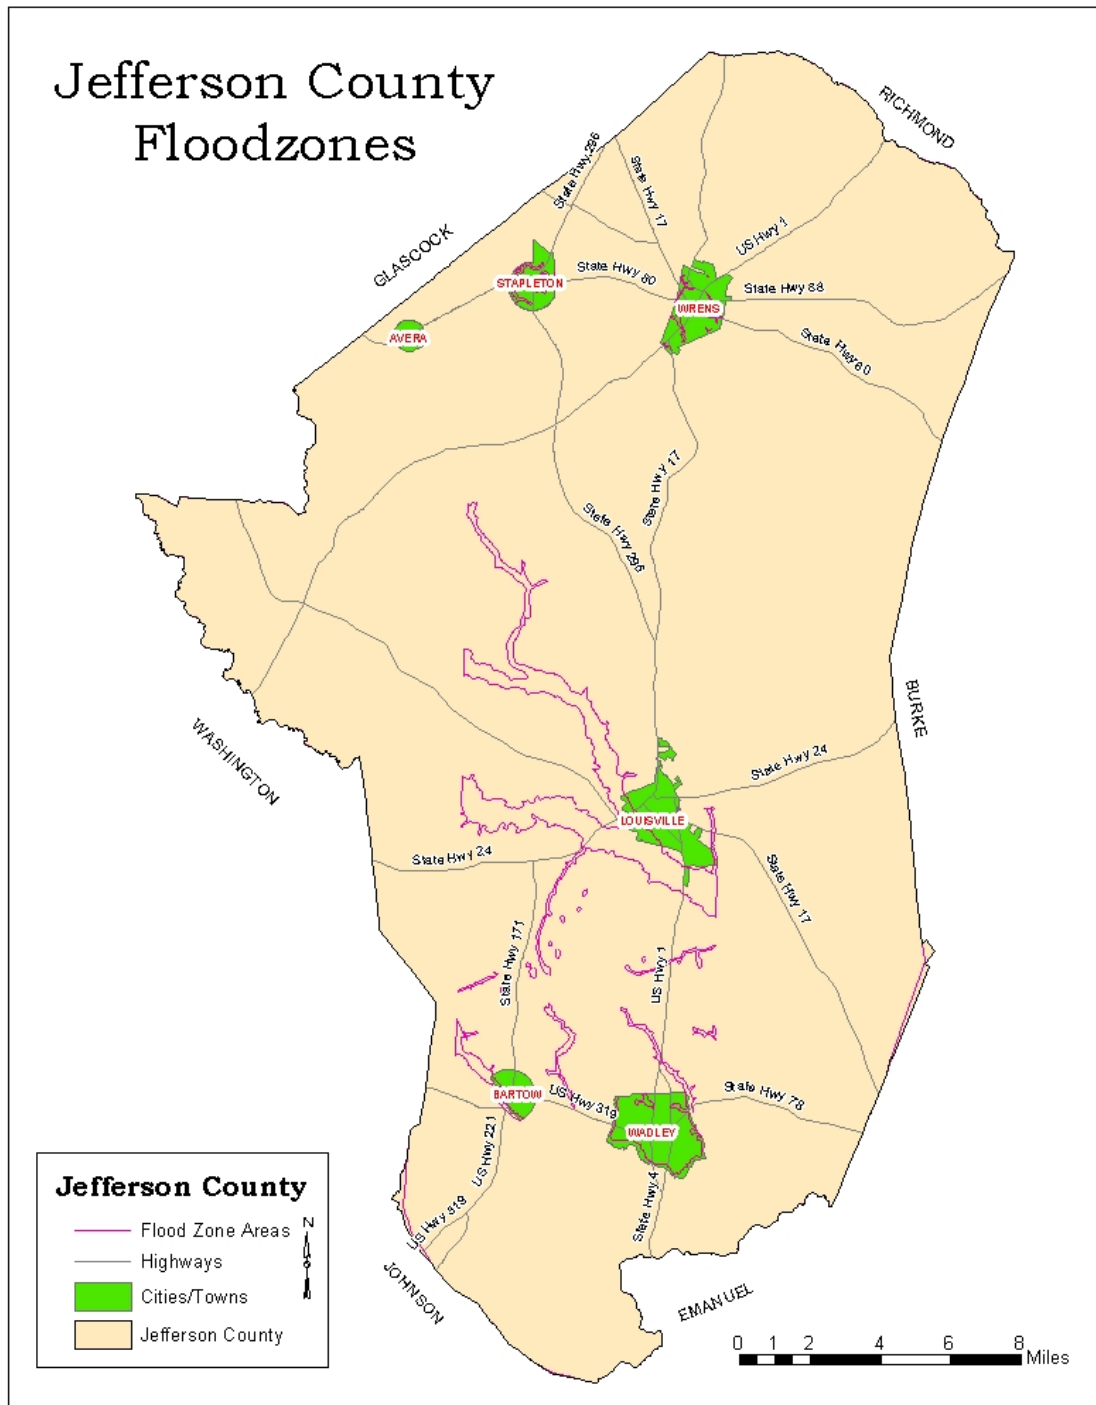 Jefferson County
Floodzones
RICHMOND
State Hwy 296
State Hwy 17
GLASCOCK
US Hwy 1
STAPLETON
State Hwy 80
State Hwy 88
WRENS
AVERA
State Hwy 80
State Hwy 17
State Hwy 296
BURKE
WASHINGTON
State Hwy 24
LOUISVILLE
State Hwy 24
State Hwy 17
State Hwy 171
US Hwy 1
BARTOW
US Hwy 319
State Hwy 78
WADLEY
US Hwy 221
State Hwy 4
US Hwy 319
JOHNSON
EMANUEL
Jefferson County
Flood Zone Areas
N
Highways
Cities/Towns
Jefferson County
0 1 2 4 6 8
Miles